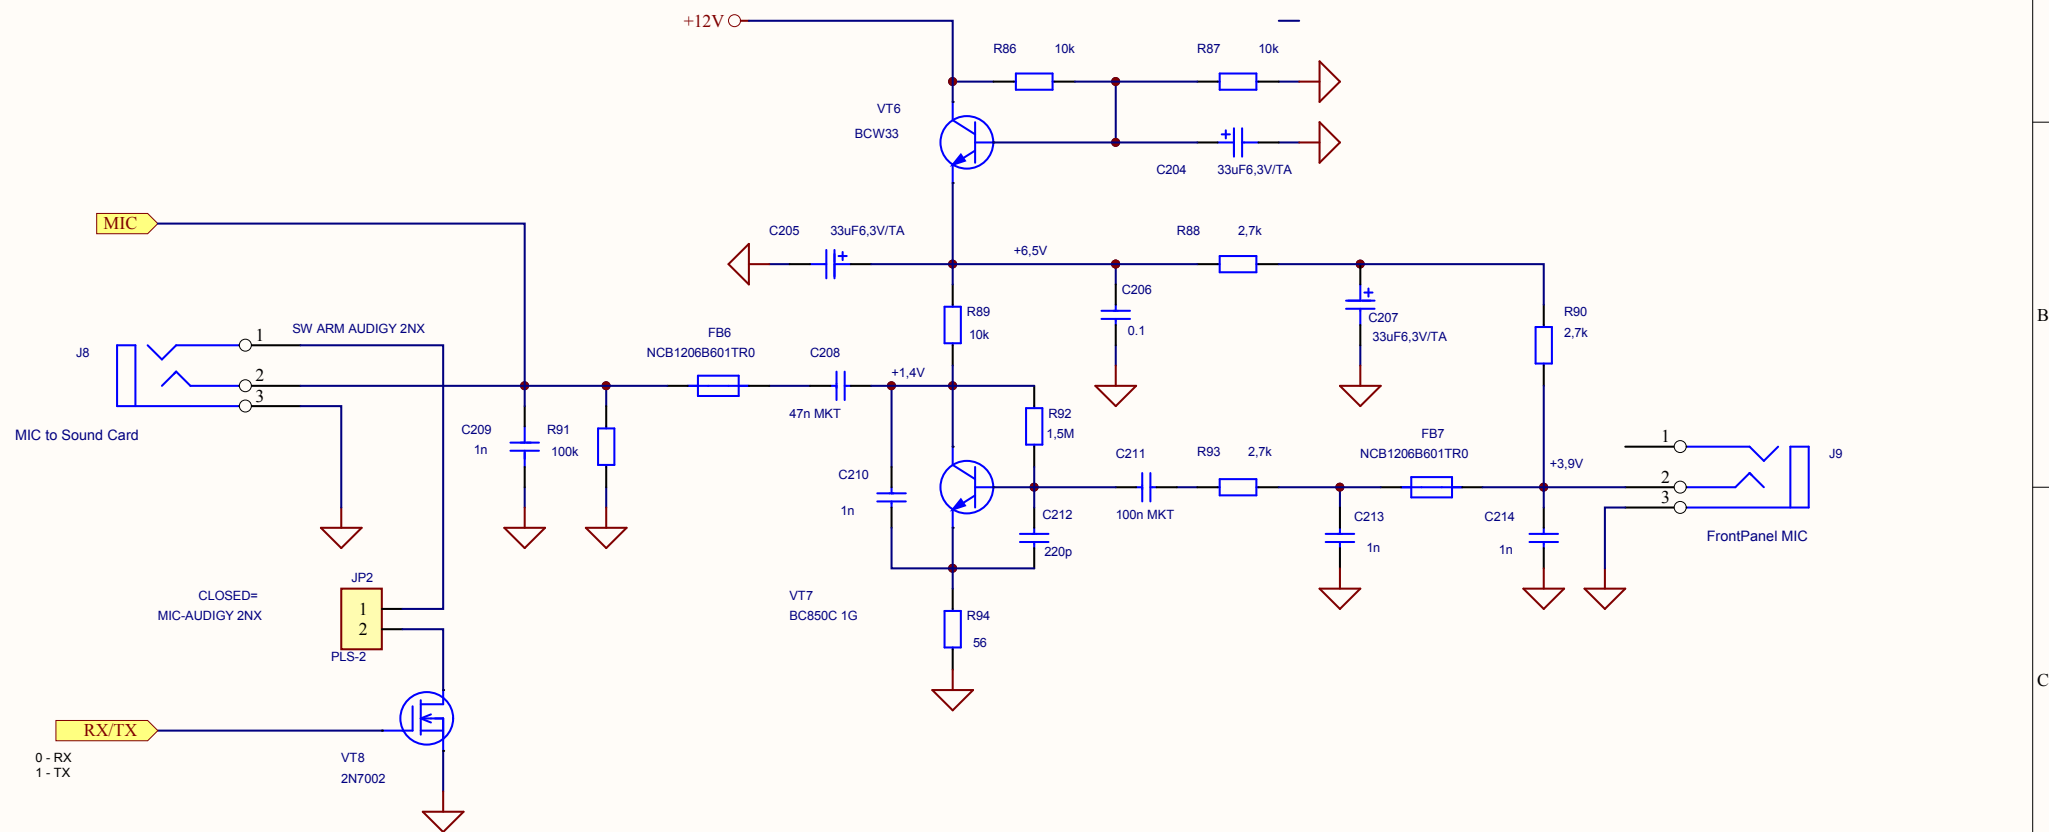 +12V
R86 10k
R87 10k
VT6
BCW33
C204 33uF6,3V/TA
MIC
C205 33uF6,3V/TA
+6,5V
R88 2,7k
C206
0.1
C207
33uF6,3V/TA
R90
2,7k
R89
10k
J8
SW ARM AUDIGY 2NX
1
2
3
MIC to Sound Card
FB6
NCB1206B601TR0
C208
47n MKT
+1,4V
R92
1,5M
C209
1n
R91
100k
C210
1n
C211
100n MKT
R93 2,7k
FB7
NCB1206B601TR0
+3,9V
1
2
3
J9
FrontPanel MIC
C212
220p
C213
1n
C214
1n
JP2
CLOSED=
MIC-AUDIGY 2NX
1
2
PLS-2
VT7
BC850C 1G
R94
56
RX/TX
0 - RX
1 - TX
VT8
2N7002
B
C